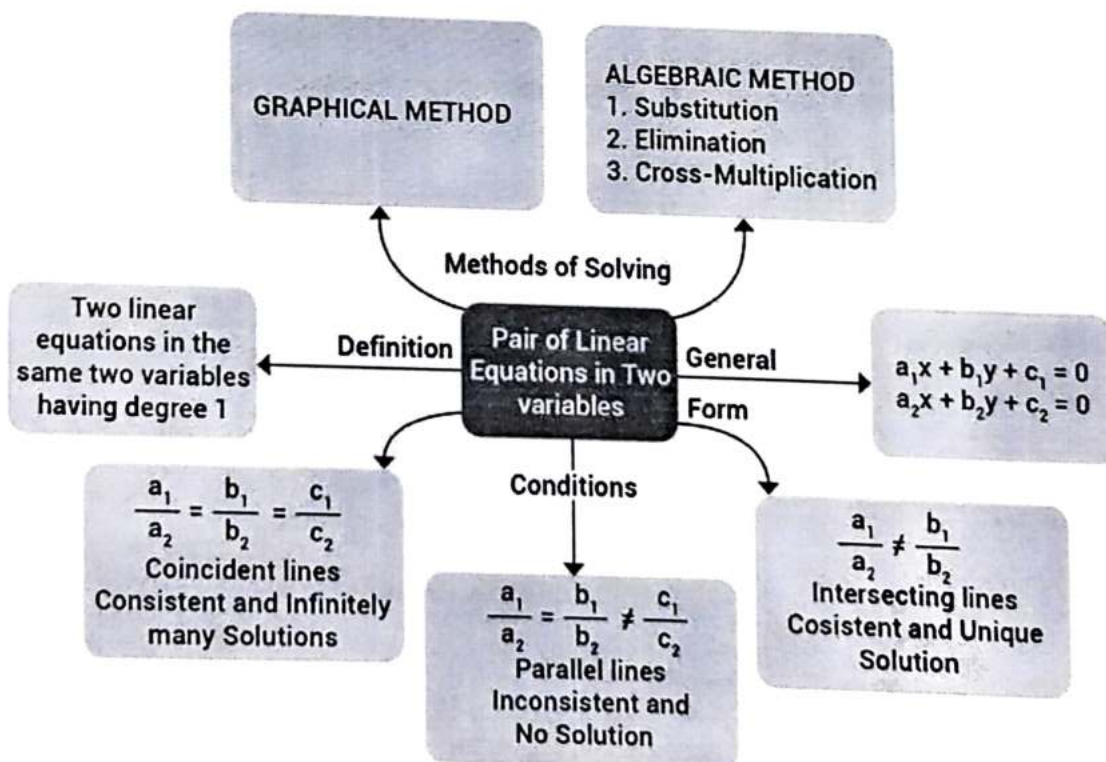 GRAPHICAL METHOD
ALGEBRAIC METHOD
1. Substitution
2. Elimination
3. Cross-Multiplication
Methods of Solving
Two linear
equations in the
same two variables
having degree 1
Definition
Pair of Linear
Equations in Two
variables
General
Form
a₁x + b₁y + c₁ = 0
a₂x + b₂y + c₂ = 0
Conditions
a₁/a₂ = b₁/b₂ = c₁/c₂
Coincident lines
Consistent and Infinitely
many Solutions
a₁/a₂ = b₁/b₂ ≠ c₁/c₂
Parallel lines
Inconsistent and
No Solution
a₁/a₂ ≠ b₁/b₂
Intersecting lines
Cosistent and Unique
Solution